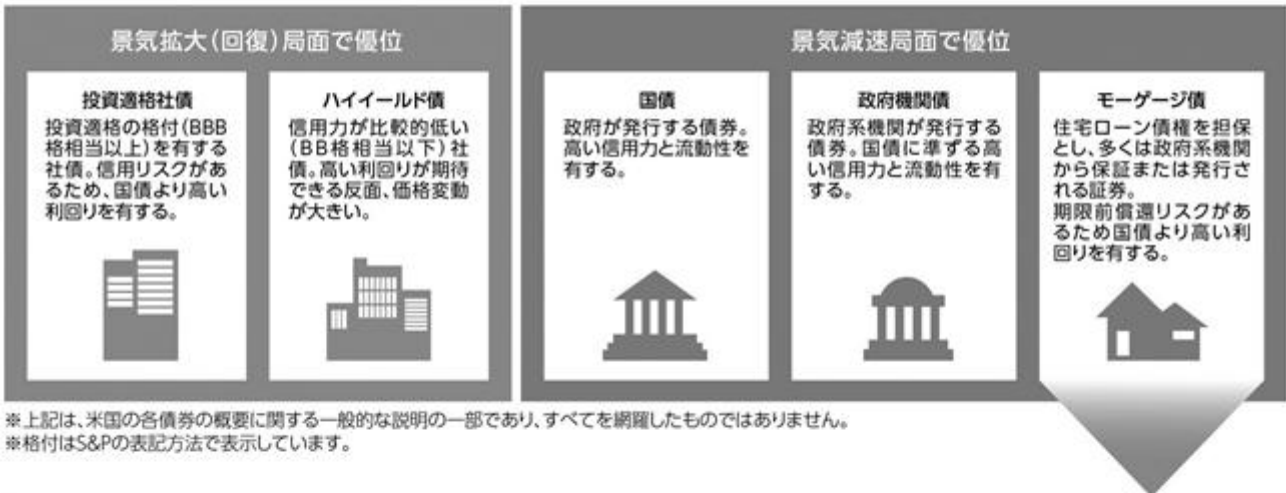 景気拡大(回復)局面で優位
投資適格社債
投資適格の格付(BBB
格相当以上)を有する
社債。信用リスクがあ
るため、国債より高い
利回りを有する。
ハイイールド債
信用力が比較的低い
(BB格相当以下)社
債。高い利回りが期待
できる反面、価格変動
が大きい。
景気減速局面で優位
国債
政府が発行する債券。
高い信用力と流動性を
有する。
政府機関債
政府系機関が発行する
債券。国債に準ずる高
い信用力と流動性を有
する。
モーゲージ債
住宅ローン債権を担保
とし、多くは政府系機関
から保証または発行さ
れる証券。
期限前償還リスクがあ
るため国債より高い利
回りを有する。
※上記は、米国の各債券の概要に関する一般的な説明の一部であり、すべてを網羅したものではありません。
※格付はS&Pの表記方法で表示しています。